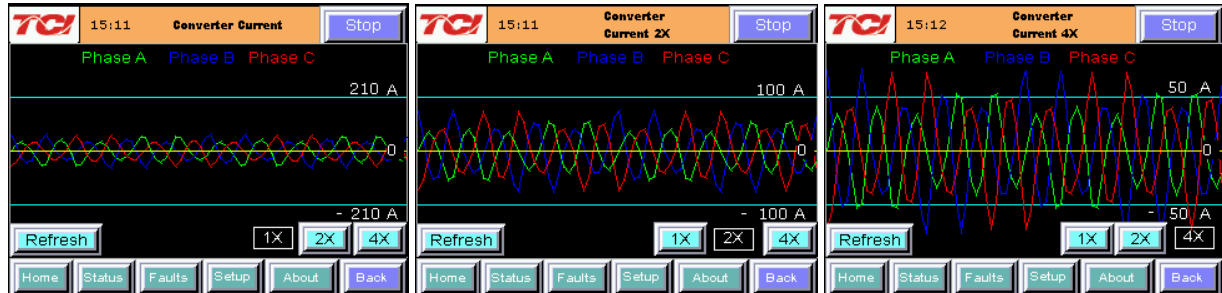 TCI 15:11 Converter Current Stop
Phase A Phase B Phase C
210 A
0
- 210 A
Refresh 1X 2X 4X
Home Status Faults Setup About Back
TCI 15:11 Converter Current 2X Stop
Phase A Phase B Phase C
100 A
0
- 100 A
Refresh 1X 2X 4X
Home Status Faults Setup About Back
TCI 15:12 Converter Current 4X Stop
Phase A Phase B Phase C
50 A
0
- 50 A
Refresh 1X 2X 4X
Home Status Faults Setup About Back